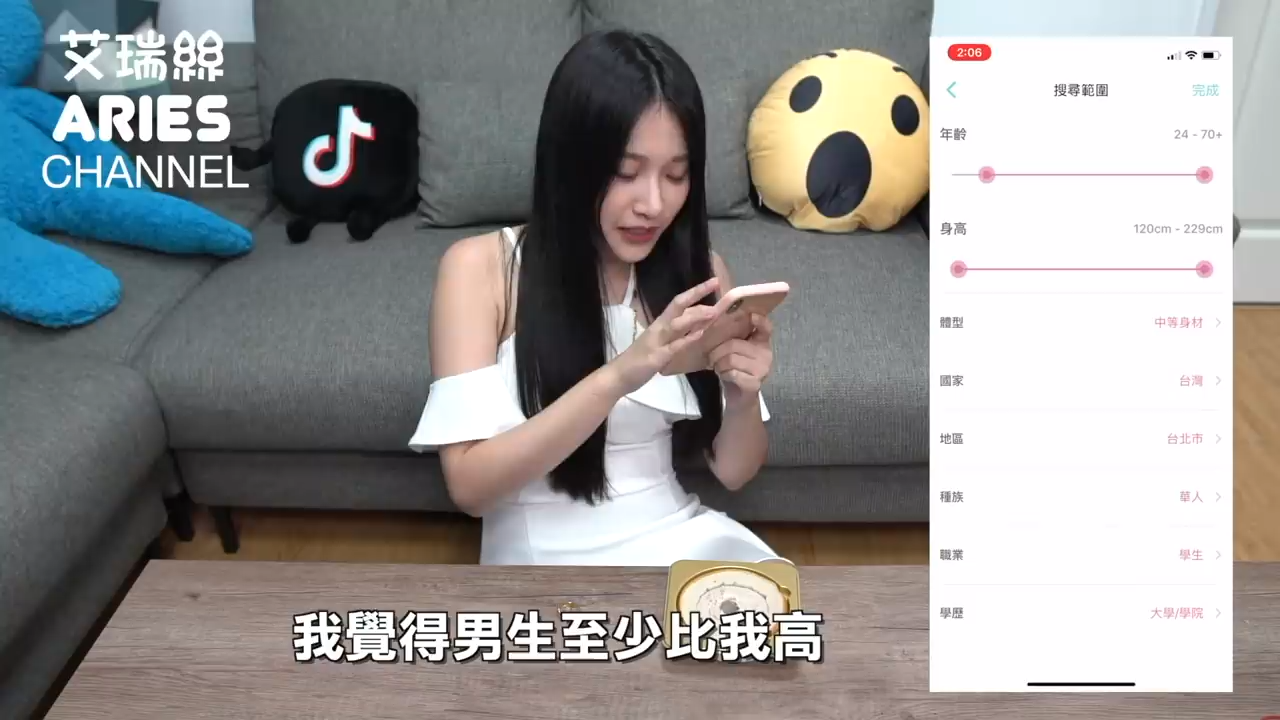 艾瑞絲
ARIES
CHANNEL
2:06
搜尋範圍
完成
年齡
24 - 70+
身高
120cm - 229cm
體型
中等身材
國家
台灣
地區
台北市
種族
華人
職業
學生
學歷
大學/學院
我覺得男生至少比我高